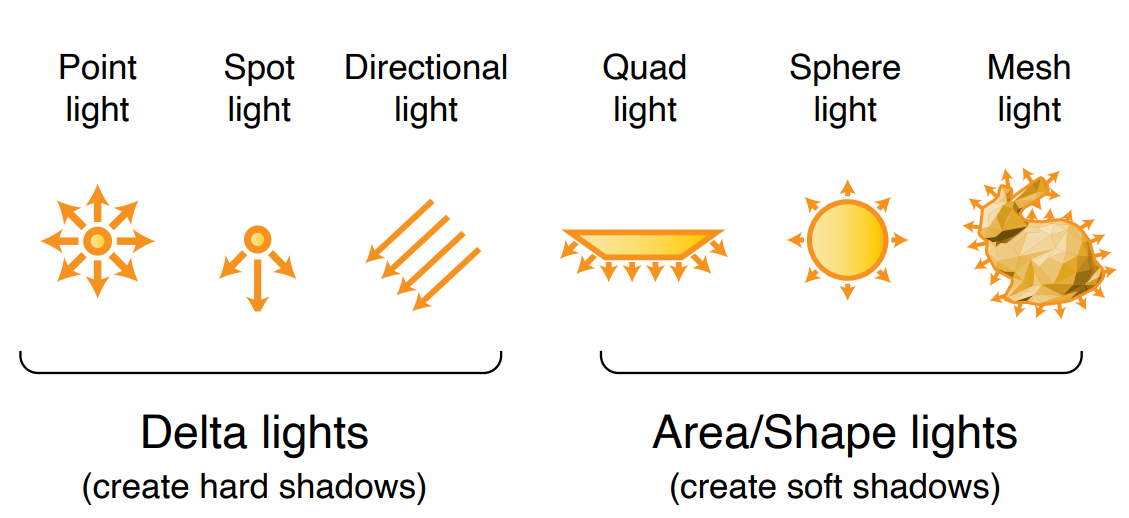 Point
light
Spot
light
Directional
light
Quad
light
Sphere
light
Mesh
light
Delta lights
(create hard shadows)
Area/Shape lights
(create soft shadows)